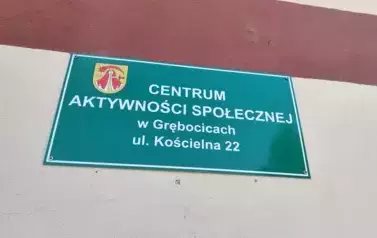 CENTRUM
AKTYWNOŚCI SPOŁECZNEJ
w Grębocicach
ul. Kościelna 22